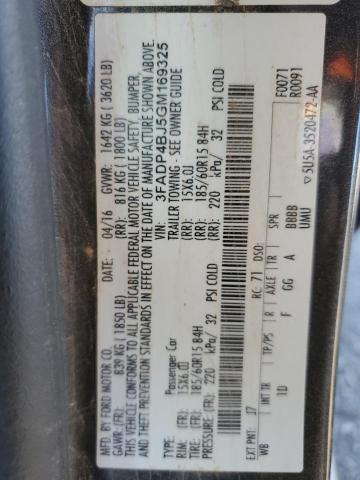 MFD. BY FORD MOTOR CO.
DATE: 04/16 GVWR: 1642 KG ( 3620 LB)
GAWR:(FR): 839 KG ( 1850 LB) (RR): 816 KG ( 1800 LB)
THIS VEHICLE CONFORMS TO ALL APPLICABLE FEDERAL MOTOR VEHICLE SAFETY, BUMPER,
AND THEFT PREVENTION STANDARDS IN EFFECT ON THE DATE OF MANUFACTURE SHOWN ABOVE.
VIN: 3FADP4BJ5GM169325
Passenger Car TRAILER TOWING - SEE OWNER GUIDE
RIM: (FR): 15X6.0J (RR): 15X6.0J
TIRE: (FR): 185/60R15 84H (RR): 185/60R15 84H
PRESSURE: (FR): 220 kPa/ 32 PSI COLD (RR): 220 kPa/ 32 PSI COLD
EXT PNT: J7 RC: 71 DSO: F0071
WB INT TR TP/PS R AXLE TR SPR R0091
1D F GG A BBBB
UMU
5U5A-3520472-AA